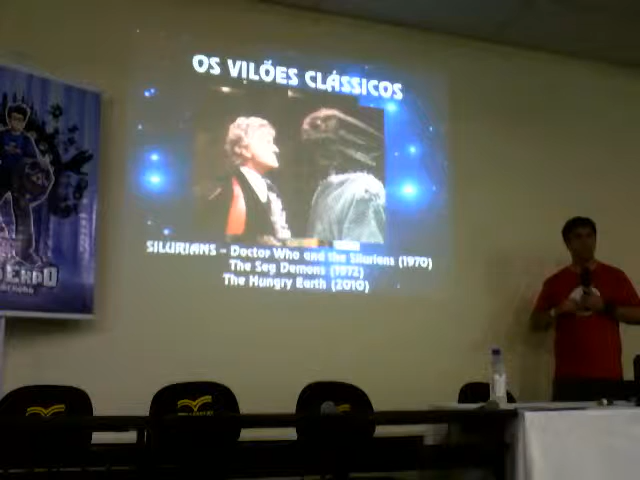 OS VILÕES CLÁSSICOS
SILURIANS – Doctor Who and the Silurians (1970)
The Sea Demons (1972)
The Hungry Earth (2010)